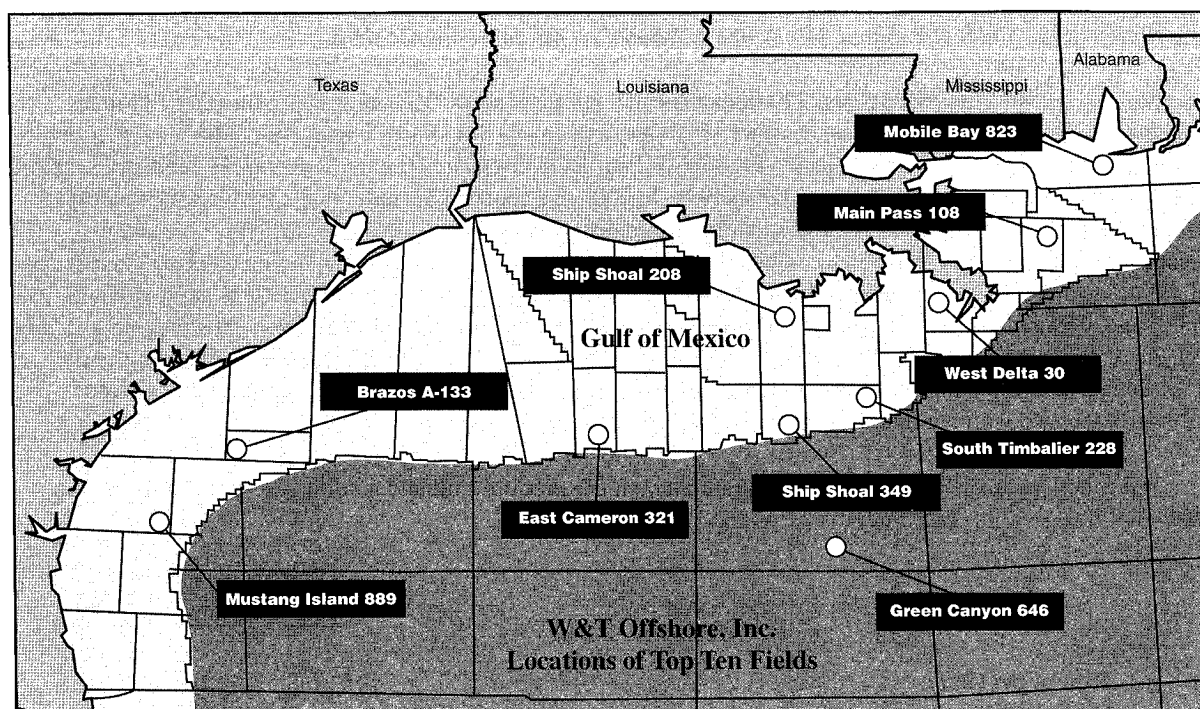 Texas
Louisiana
Mississippi
Alabama
Mobile Bay 823
Main Pass 108
Ship Shoal 208
Gulf of Mexico
West Delta 30
Brazos A-133
South Timbalier 228
Ship Shoal 349
East Cameron 321
Mustang Island 889
Green Canyon 646
W&T Offshore, Inc.
Locations of Top Ten Fields